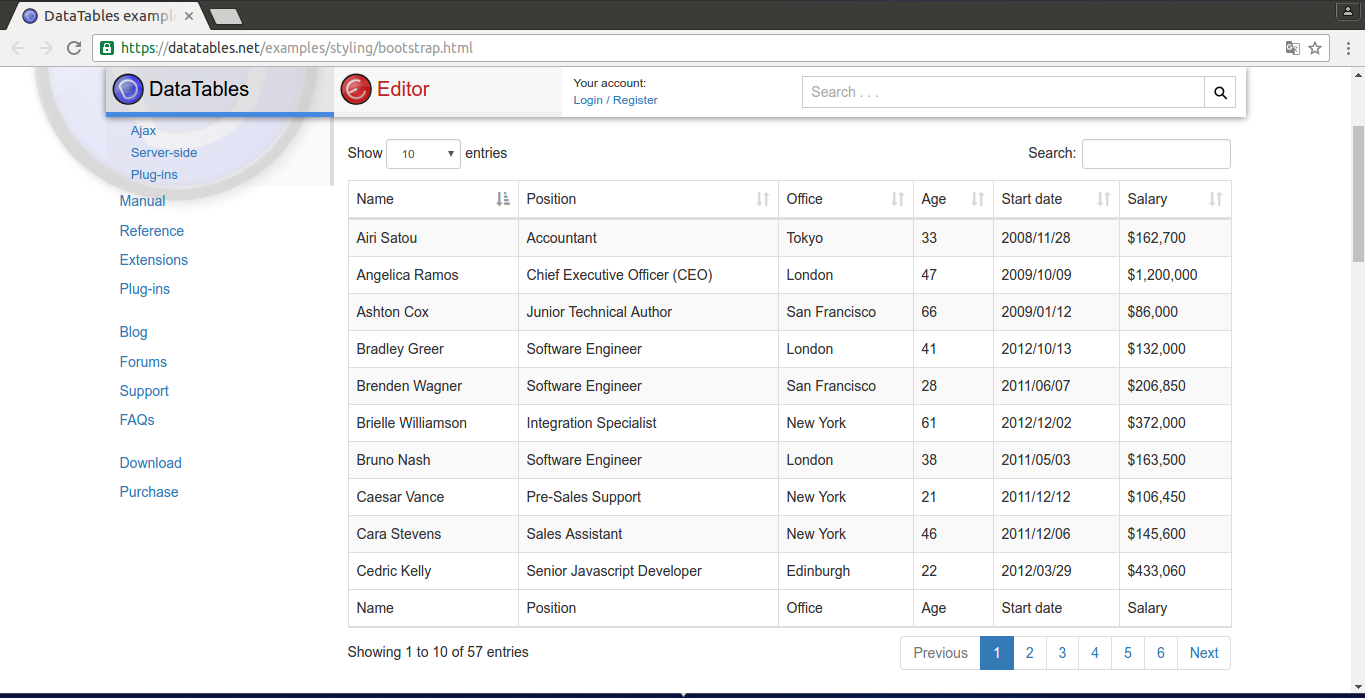 DataTables exampl
https://datatables.net/examples/styling/bootstrap.html
DataTables
Editor
Your account:
Login / Register
Search . . .
Ajax
Server-side
Plug-ins
Manual
Reference
Extensions
Plug-ins
Blog
Forums
Support
FAQs
Download
Purchase
Show 10 entries Search:
Name Position Office Age Start date Salary
Airi Satou Accountant Tokyo 33 2008/11/28 $162,700
Angelica Ramos Chief Executive Officer (CEO) London 47 2009/10/09 $1,200,000
Ashton Cox Junior Technical Author San Francisco 66 2009/01/12 $86,000
Bradley Greer Software Engineer London 41 2012/10/13 $132,000
Brenden Wagner Software Engineer San Francisco 28 2011/06/07 $206,850
Brielle Williamson Integration Specialist New York 61 2012/12/02 $372,000
Bruno Nash Software Engineer London 38 2011/05/03 $163,500
Caesar Vance Pre-Sales Support New York 21 2011/12/12 $106,450
Cara Stevens Sales Assistant New York 46 2011/12/06 $145,600
Cedric Kelly Senior Javascript Developer Edinburgh 22 2012/03/29 $433,060
Name Position Office Age Start date Salary
Showing 1 to 10 of 57 entries Previous 1 2 3 4 5 6 Next